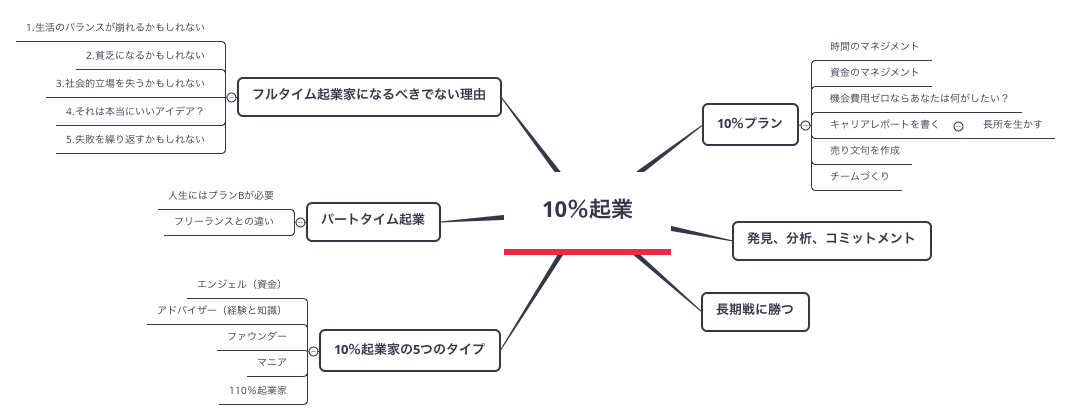 10%起業
フルタイム起業家になるべきでない理由
1.生活のバランスが崩れるかもしれない
2.貧乏になるかもしれない
3.社会的立場を失うかもしれない
4.それは本当にいいアイデア？
5.失敗を繰り返すかもしれない
パートタイム起業
人生にはプランBが必要
フリーランスとの違い
10%起業家の5つのタイプ
エンジェル（資金）
アドバイザー（経験と知識）
ファウンダー
マニア
110%起業家
10%プラン
時間のマネジメント
資金のマネジメント
機会費用ゼロならあなたは何がしたい？
キャリアレポートを書く
長所を生かす
売り文句を作成
チームづくり
発見、分析、コミットメント
長期戦に勝つ